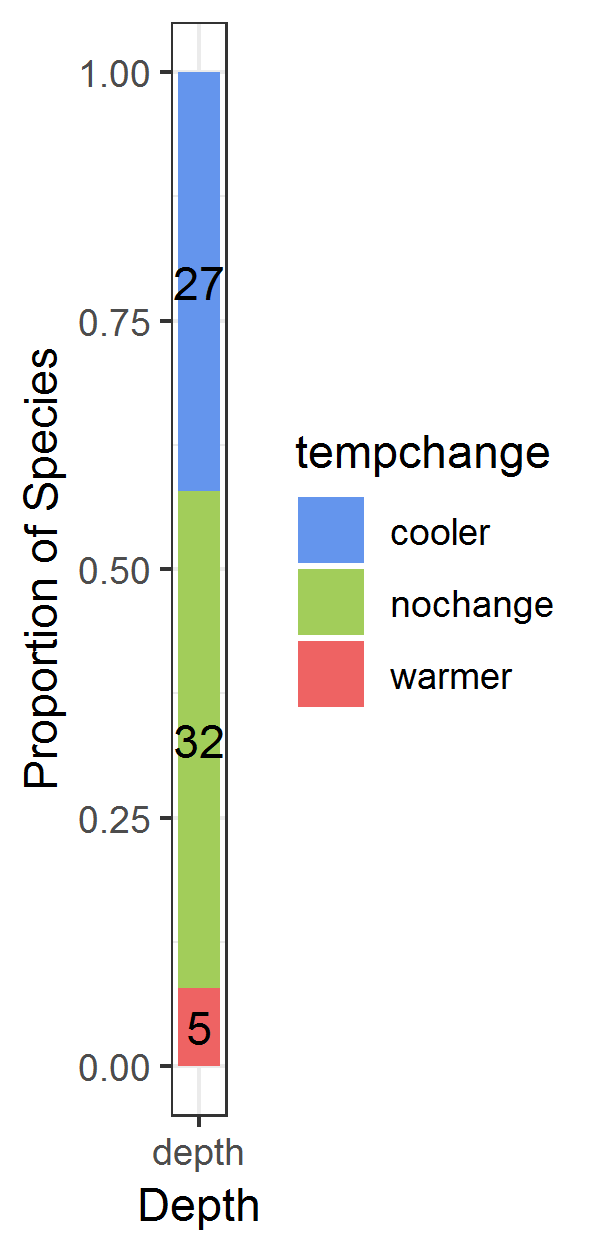 Proportion of Species
1.00
0.75
0.50
0.25
0.00
27
32
5
depth
Depth
tempchange
cooler
nochange
warmer